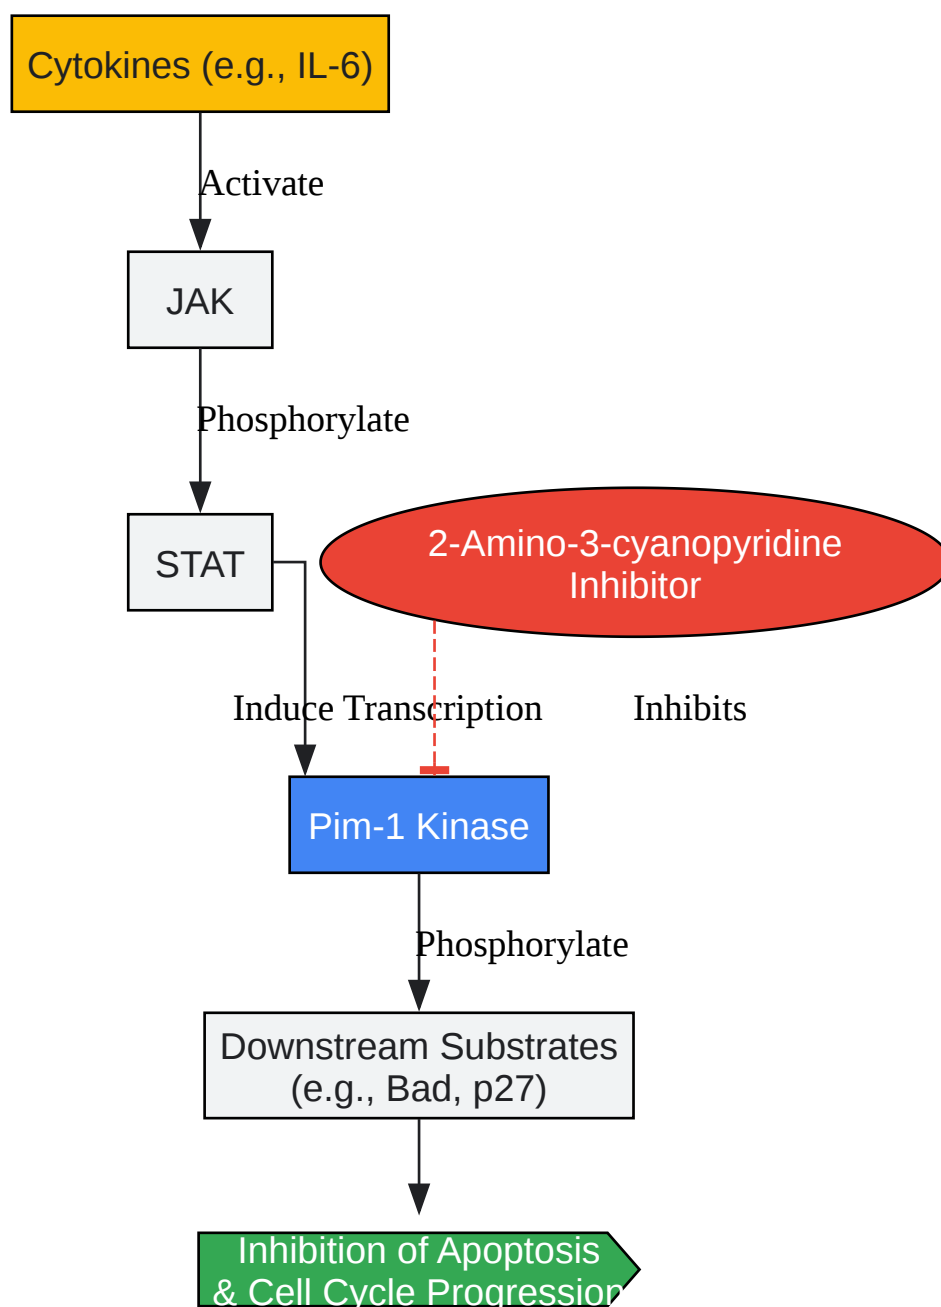 Cytokines (e.g., IL-6)
Activate
JAK
Phosphorylate
STAT
2-Amino-3-cyanopyridine
Inhibitor
Induce Transcription
Inhibits
Pim-1 Kinase
Phosphorylate
Downstream Substrates
(e.g., Bad, p27)
Inhibition of Apoptosis
& Cell Cycle Progression